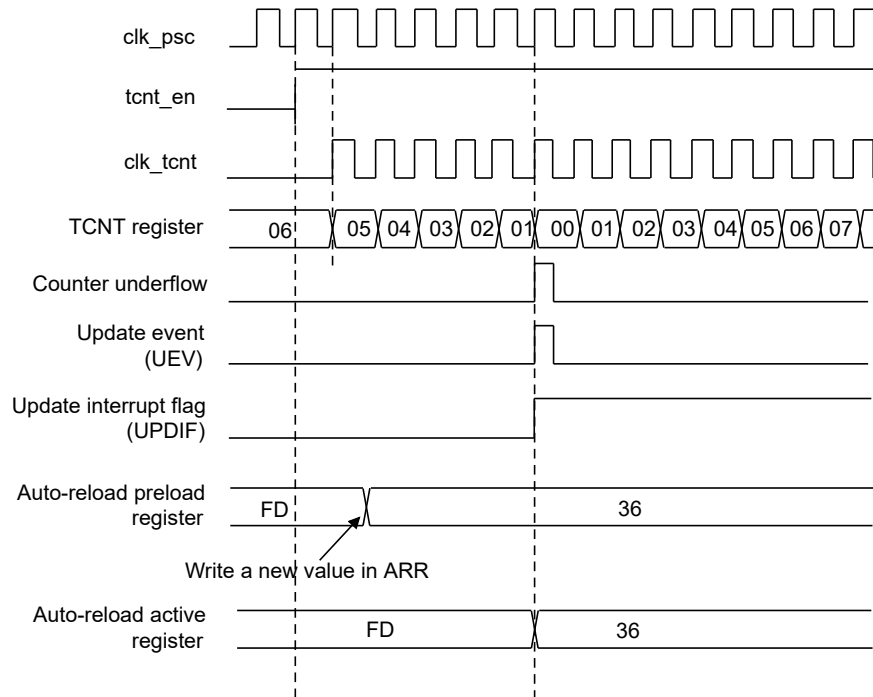 clk_psc
tcnt_en
clk_tcnt
TCNT register 06 05 04 03 02 01 00 01 02 03 04 05 06 07
Counter underflow
Update event
(UEV)
Update interrupt flag
(UPDIF)
Auto-reload preload
register
FD 36
Write a new value in ARR
Auto-reload active
register
FD 36